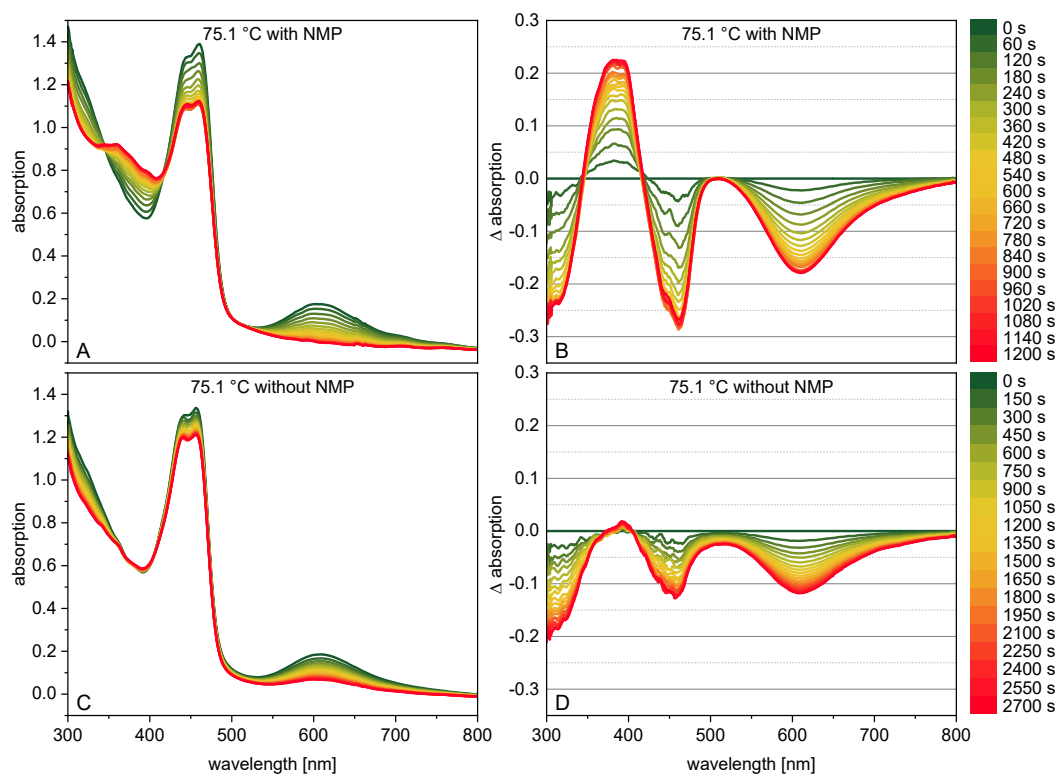 75.1 °C with NMP
1.4
1.2
1.0
0.8
0.6
0.4
0.2
0.0
absorption
A
75.1 °C with NMP
0.3
0.2
0.1
0.0
-0.1
-0.2
-0.3
Δ absorption
B
300
400
500
600
700
800
0 s
60 s
120 s
180 s
240 s
300 s
360 s
420 s
480 s
540 s
600 s
660 s
720 s
780 s
840 s
900 s
960 s
1020 s
1080 s
1140 s
1200 s
75.1 °C without NMP
1.4
1.2
1.0
0.8
0.6
0.4
0.2
0.0
absorption
C
300
400
500
600
700
800
wavelength [nm]
75.1 °C without NMP
0.3
0.2
0.1
0.0
-0.1
-0.2
-0.3
Δ absorption
D
300
400
500
600
700
800
wavelength [nm]
0 s
150 s
300 s
450 s
600 s
750 s
900 s
1050 s
1200 s
1500 s
1650 s
1800 s
1950 s
2100 s
2250 s
2400 s
2550 s
2700 s